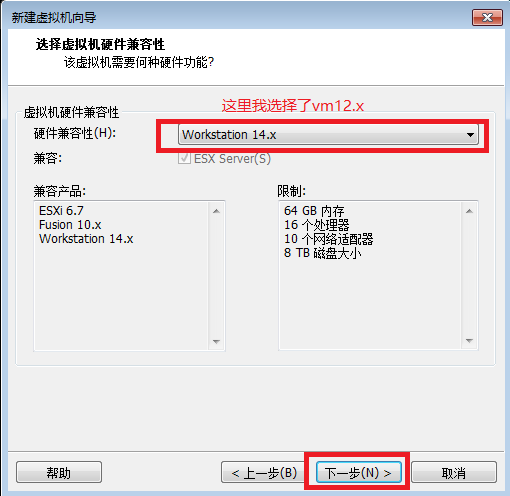 新建虚拟机向导
选择虚拟机硬件兼容性
该虚拟机需要何种硬件功能?
这里我选择了vm12.x
虚拟机硬件兼容性
硬件兼容性(H):
Workstation 14.x
兼容:
ESX Server(S)
兼容产品:
ESXi 6.7
Fusion 10.x
Workstation 14.x
限制:
64 GB 内存
16 个处理器
10 个网络适配器
8 TB 磁盘大小
帮助
< 上一步(B)
下一步(N) >
取消